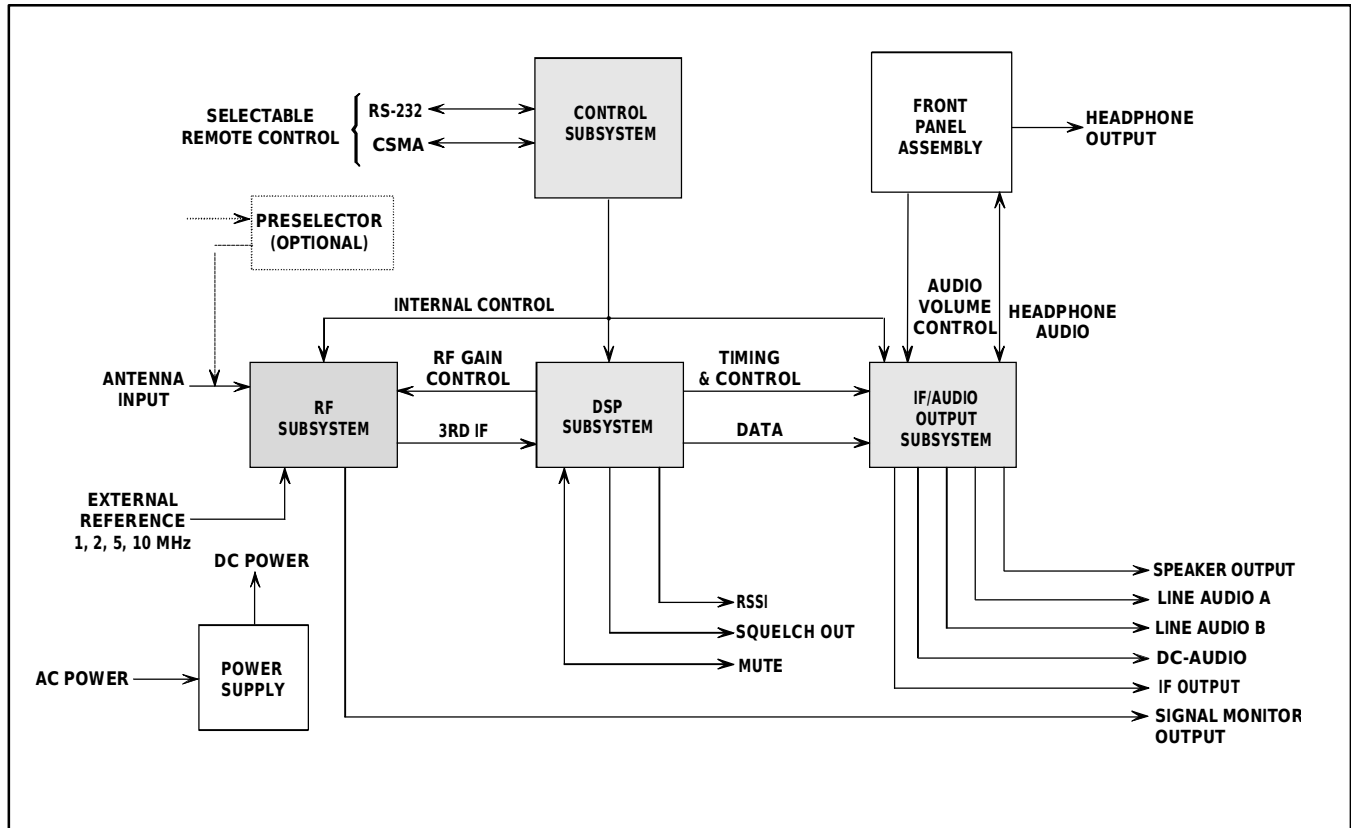 SELECTABLE
REMOTE CONTROL
RS-232
CSMA
CONTROL
SUBSYSTEM
FRONT
PANEL
ASSEMBLY
HEADPHONE
OUTPUT
PRESELECTOR
(OPTIONAL)
INTERNAL CONTROL
AUDIO
VOLUME
CONTROL
HEADPHONE
AUDIO
ANTENNA
INPUT
RF
SUBSYSTEM
RF GAIN
CONTROL
3RD IF
DSP
SUBSYSTEM
TIMING
& CONTROL
DATA
IF/AUDIO
OUTPUT
SUBSYSTEM
EXTERNAL
REFERENCE
1, 2, 5, 10 MHz
DC POWER
AC POWER
POWER
SUPPLY
RSSI
SQUELCH OUT
MUTE
SPEAKER OUTPUT
LINE AUDIO A
LINE AUDIO B
DC-AUDIO
IF OUTPUT
SIGNAL MONITOR
OUTPUT